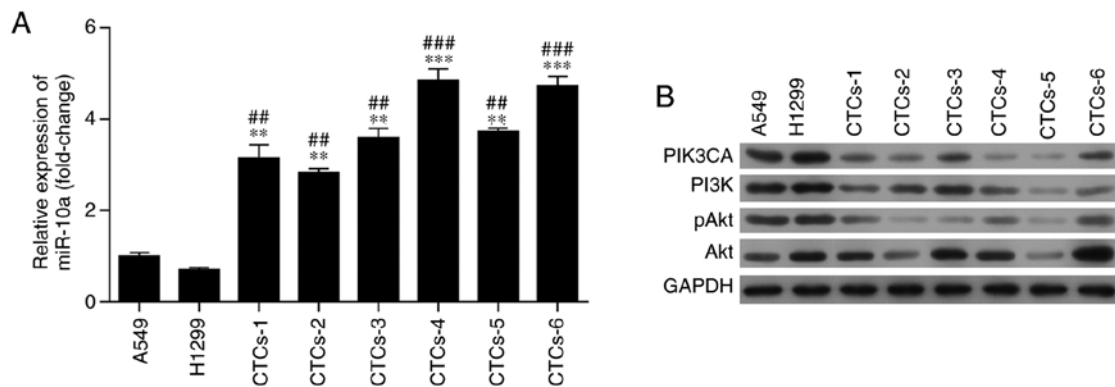 A
Relative expression of
miR-10a (fold-change)
6
4
2
0
##
**
##
**
##
**
###
***
##
**
###
***
A549
H1299
CTCs-1
CTCs-2
CTCs-3
CTCs-4
CTCs-5
CTCs-6
B
A549
H1299
CTCs-1
CTCs-2
CTCs-3
CTCs-4
CTCs-5
CTCs-6
PIK3CA
PI3K
pAkt
Akt
GAPDH